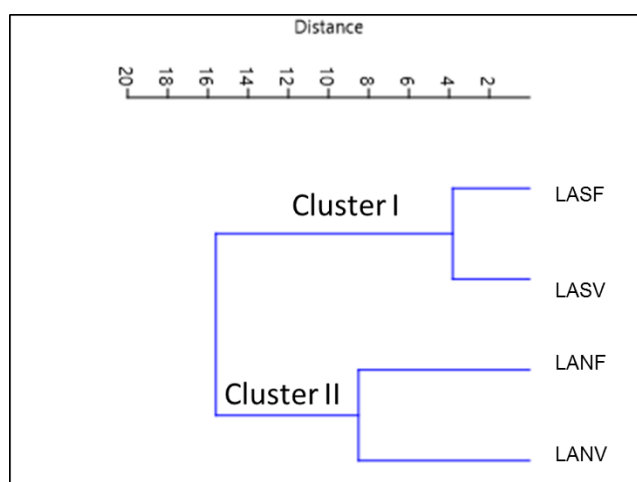 Distance
20 18 16 14 12 10 8 6 4 2
LASF
Cluster I
LASV
LANF
Cluster II
LANV